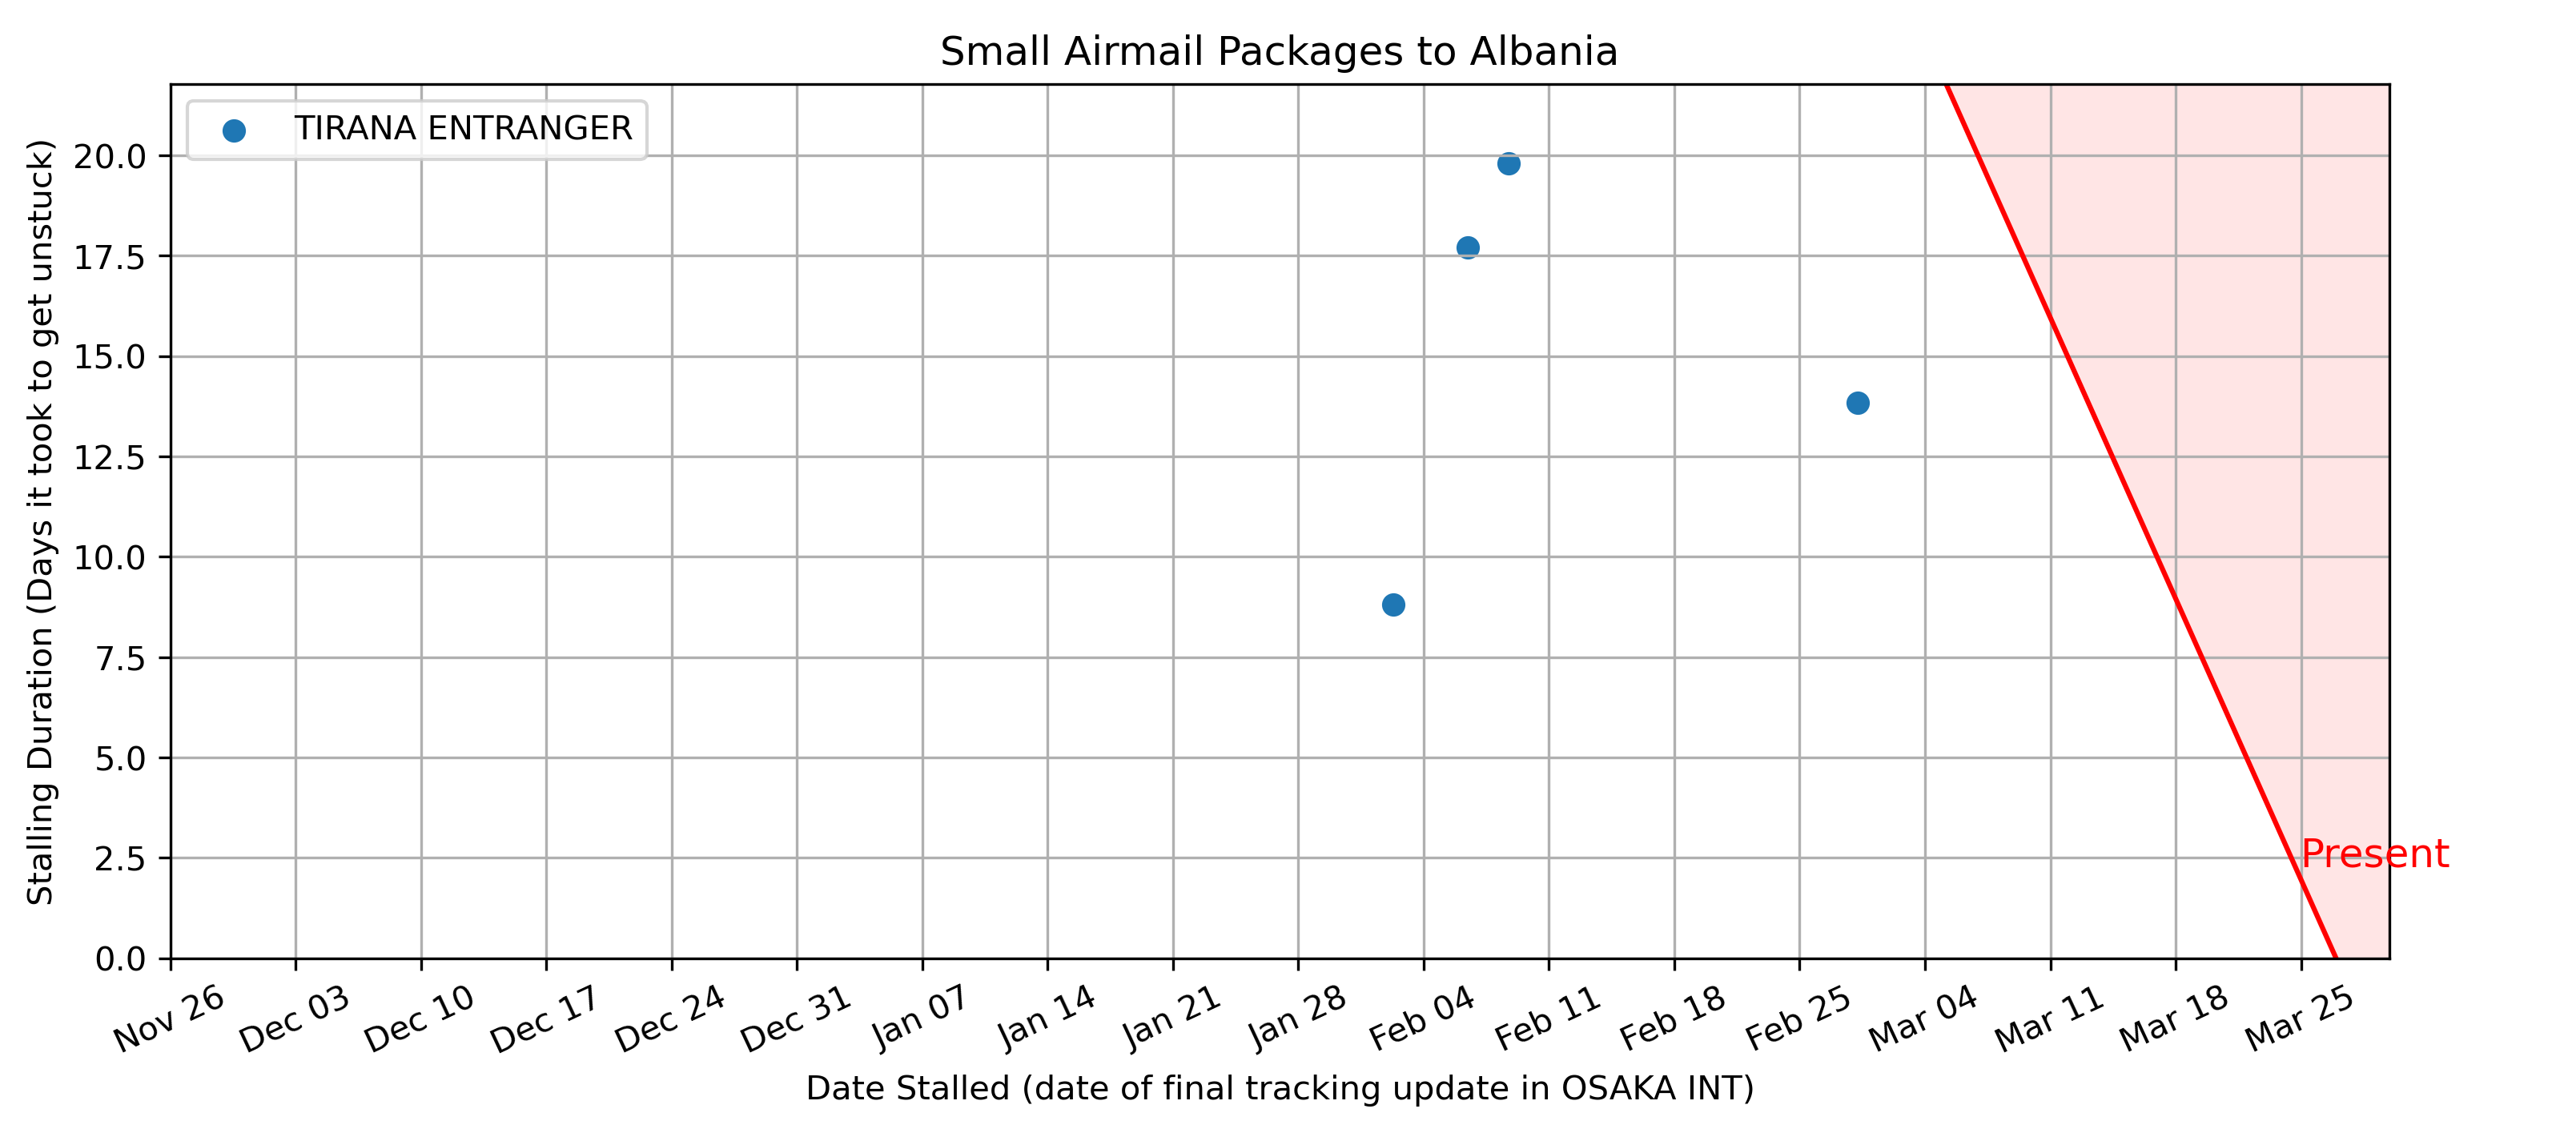 Small Airmail Packages to Albania
TIRANA ENTRANGER
Stalling Duration (Days it took to get unstuck)
20.0
17.5
15.0
12.5
10.0
7.5
5.0
2.5
0.0
Present
Nov 26
Dec 03
Dec 10
Dec 17
Dec 24
Dec 31
Jan 07
Jan 14
Jan 21
Jan 28
Feb 04
Feb 11
Feb 18
Feb 25
Mar 04
Mar 11
Mar 18
Mar 25
Date Stalled (date of final tracking update in OSAKA INT)